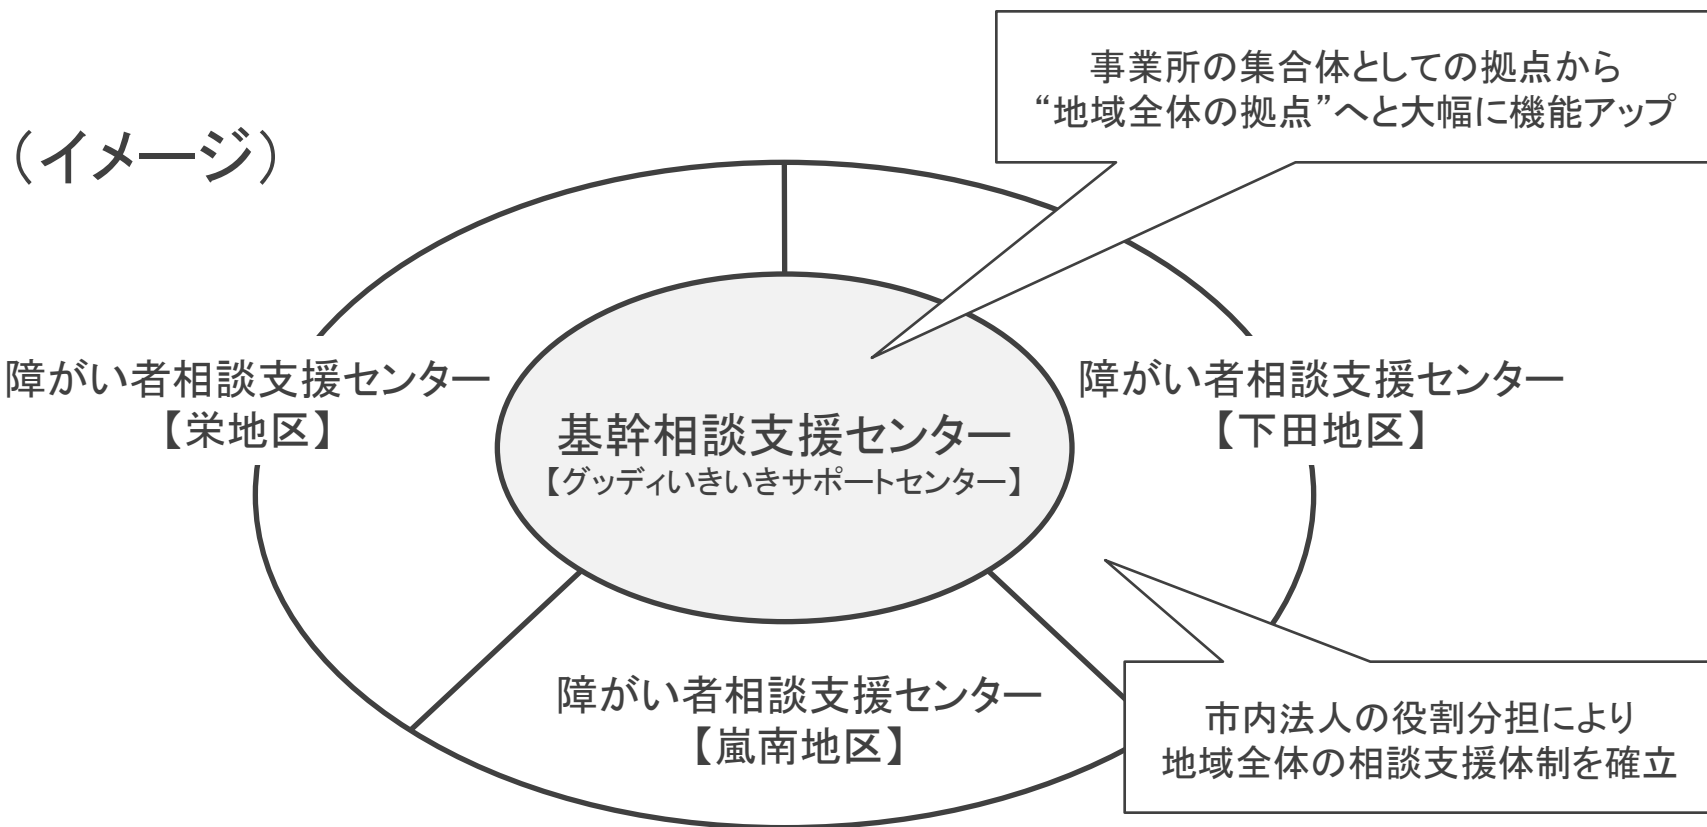 事業所の集合体としての拠点から
“地域全体の拠点”へと大幅に機能アップ
（イメージ）
障がい者相談支援センター
【栄地区】
障がい者相談支援センター
【下田地区】
基幹相談支援センター
【グッディいきいきサポートセンター】
障がい者相談支援センター
【嵐南地区】
市内法人の役割分担により
地域全体の相談支援体制を確立